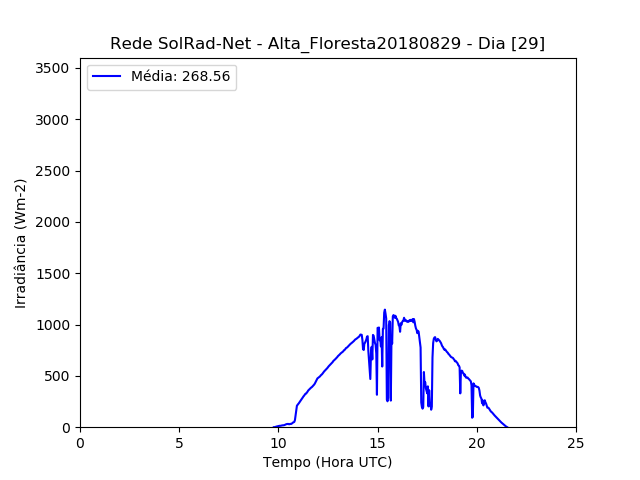 Rede SolRad-Net - Alta_Floresta20180829 - Dia [29]
Média: 268.56
Irradiância (Wm-2)
3500
3000
2500
2000
1500
1000
500
0
0 5 10 15 20 25
Tempo (Hora UTC)